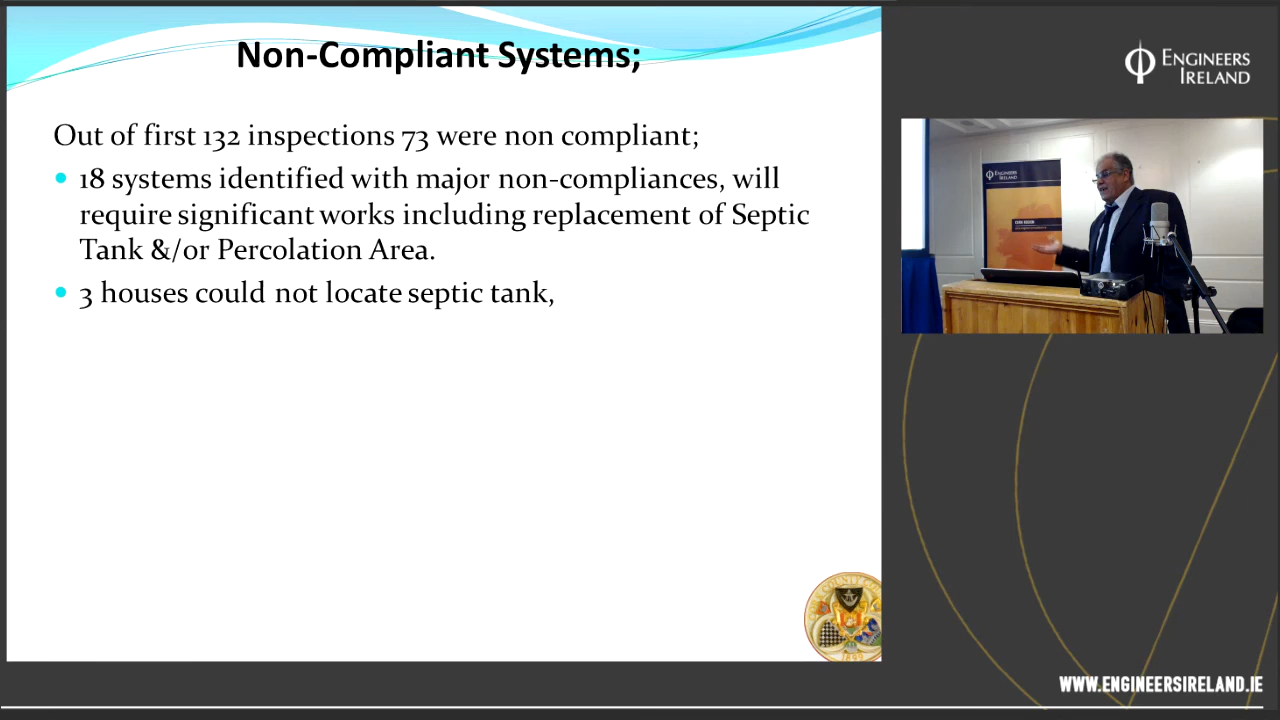 Non-Compliant Systems;
Out of first 132 inspections 73 were non compliant;
18 systems identified with major non-compliances, will
require significant works including replacement of Septic
Tank &/or Percolation Area.
3 houses could not locate septic tank,
ENGINEERS
IRELAND
ENGINEERS
IRELAND
WWW.ENGINEERSIRELAND.IE